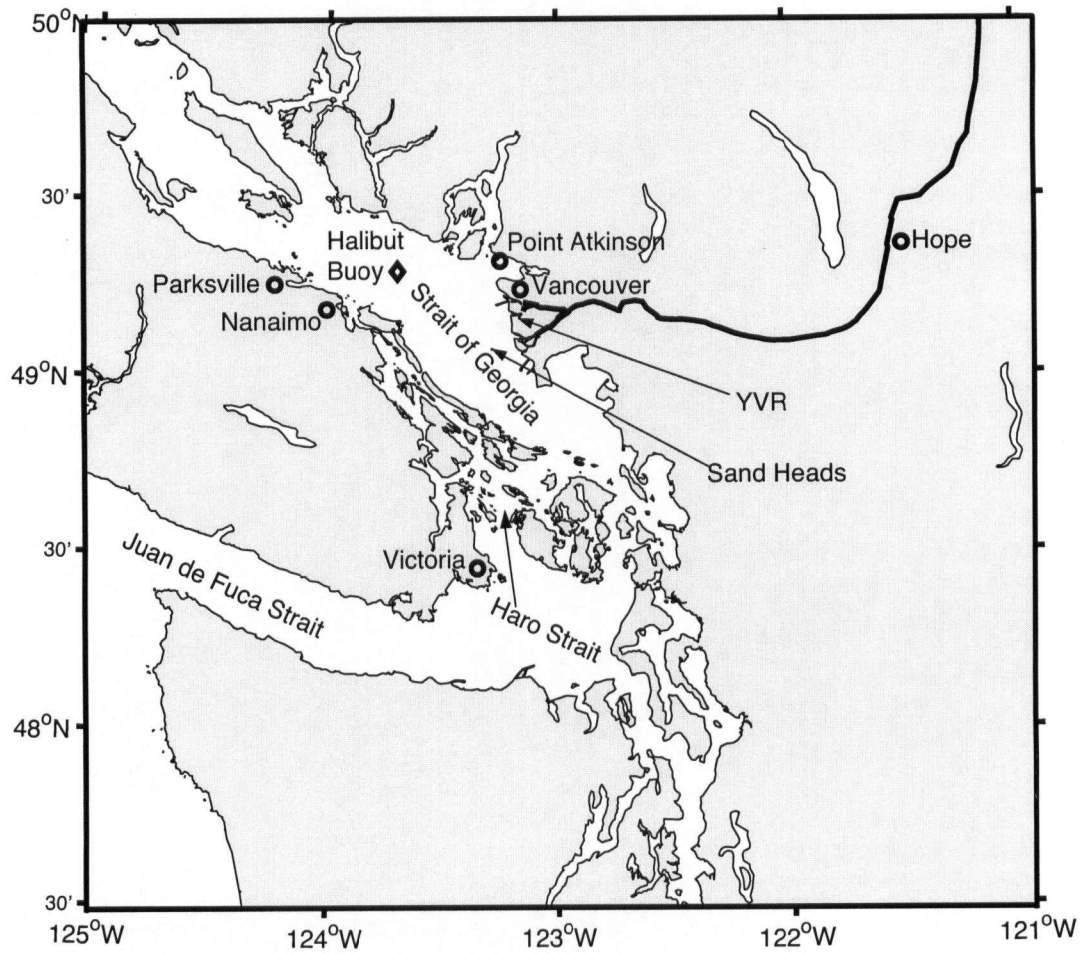 50°N
30'
49°N
30'
48°N
30'
125°W
124°W
123°W
122°W
121°W
Halibut
Buoy
Point Atkinson
Hope
Parksville
Vancouver
Nanaimo
Strait of Georgia
YVR
Sand Heads
Victoria
Juan de Fuca Strait
Haro Strait